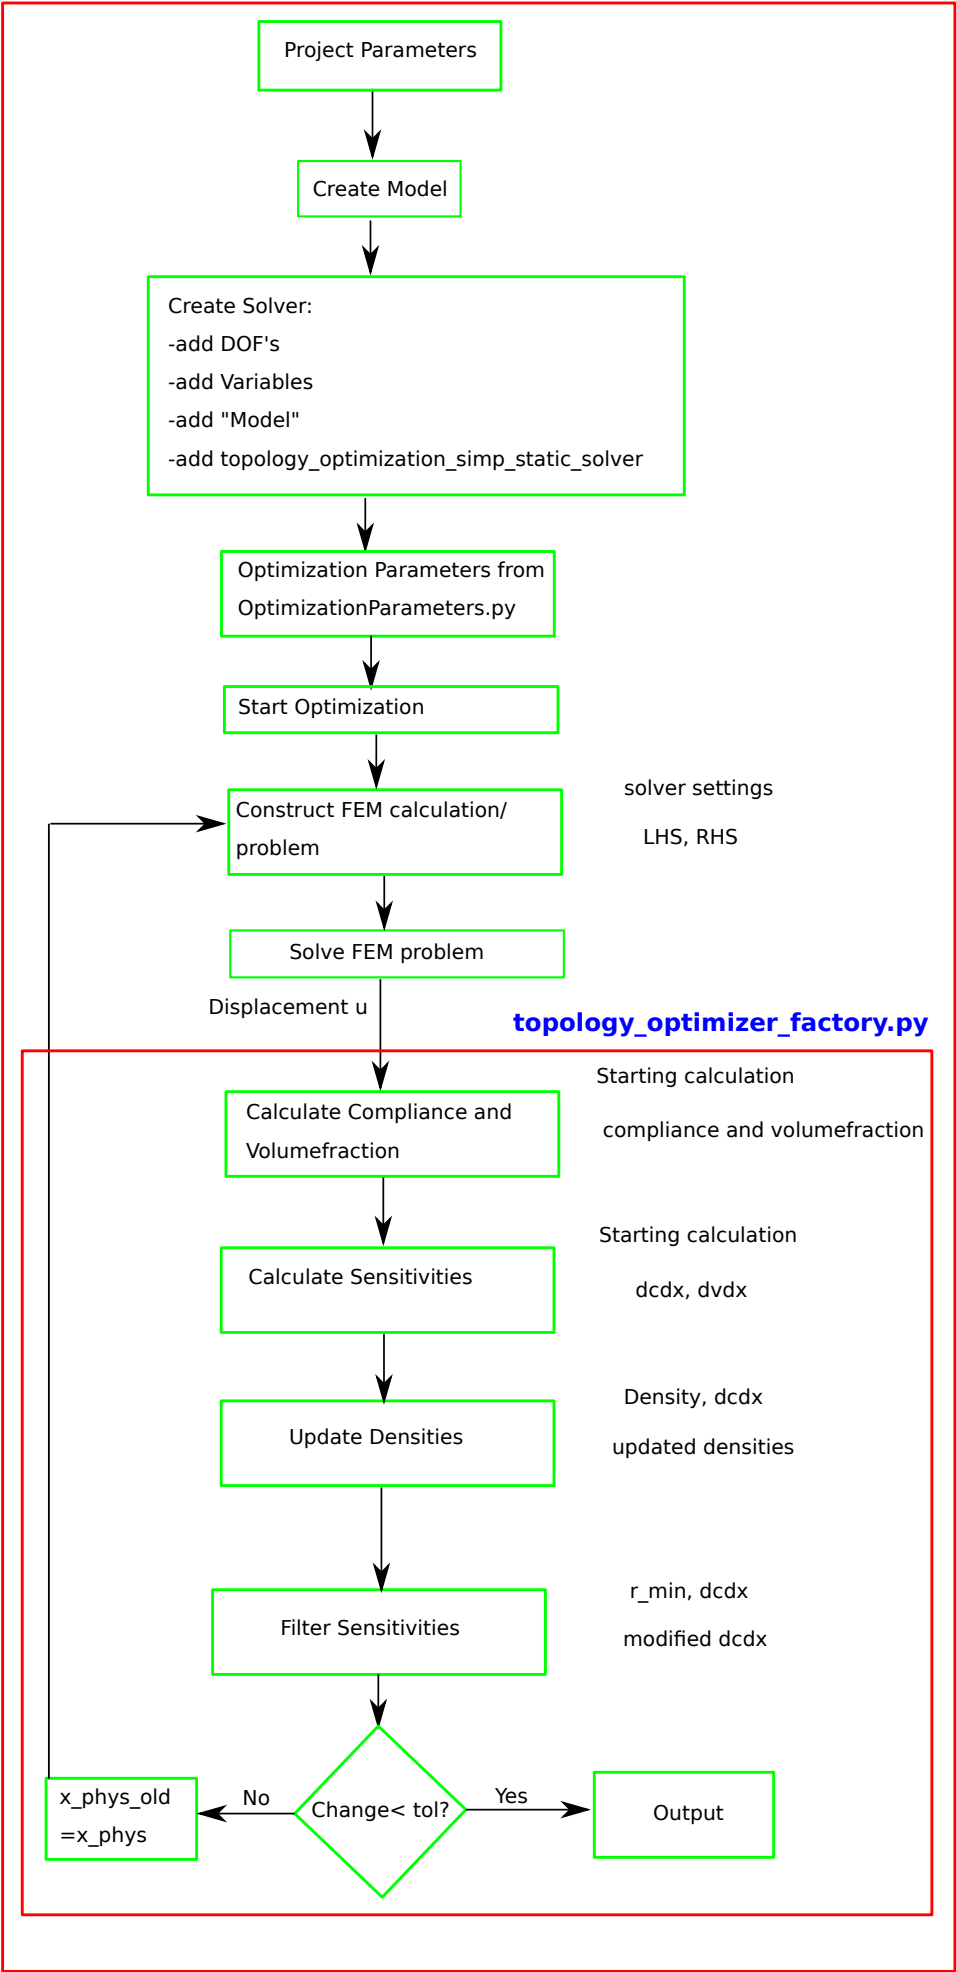 Project Parameters
Create Model
Create Solver:
-add DOF's
-add Variables
-add "Model"
-add topology_optimization_simp_static_solver
Optimization Parameters from
OptimizationParameters.py
Start Optimization
Construct FEM calculation/
problem
solver settings
LHS, RHS
Solve FEM problem
Displacement u
topology_optimizer_factory.py
Calculate Compliance and
Volumefraction
Starting calculation
compliance and volumefraction
Calculate Sensitivities
Starting calculation
dcdx, dvdx
Update Densities
Density, dcdx
updated densities
Filter Sensitivities
r_min, dcdx
modified dcdx
Change< tol?
No
x_phys_old
=x_phys
Yes
Output